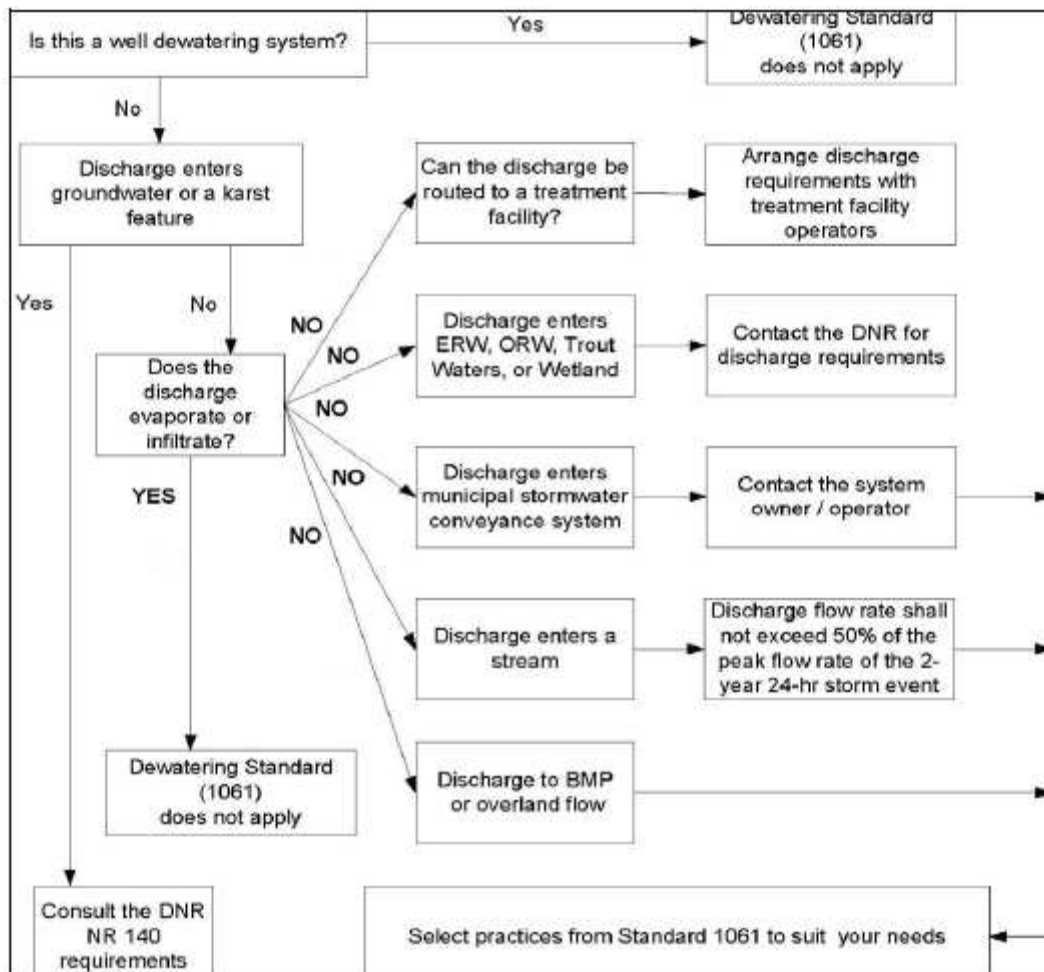 Is this a well dewatering system?
Yes
Dewatering Standard
(1061)
does not apply
No
Discharge enters
groundwater or a karst
feature
Can the discharge be
routed to a treatment
facility?
Arrange discharge
requirements with
treatment facility
operators
Yes
No
NO
NO
NO
NO
NO
Does the
discharge
evaporate or
infiltrate?
Discharge enters
ERW, ORW, Trout
Waters, or Wetland
Contact the DNR for
discharge requirements
YES
Discharge enters
municipal stormwater
conveyance system
Contact the system
owner / operator
Discharge enters a
stream
Discharge flow rate shall
not exceed 50% of the
peak flow rate of the 2-
year 24-hr storm event
Dewatering Standard
(1061)
does not apply
Discharge to BMP
or overland flow
Consult the DNR
NR 140
requirements
Select practices from Standard 1061 to suit your needs